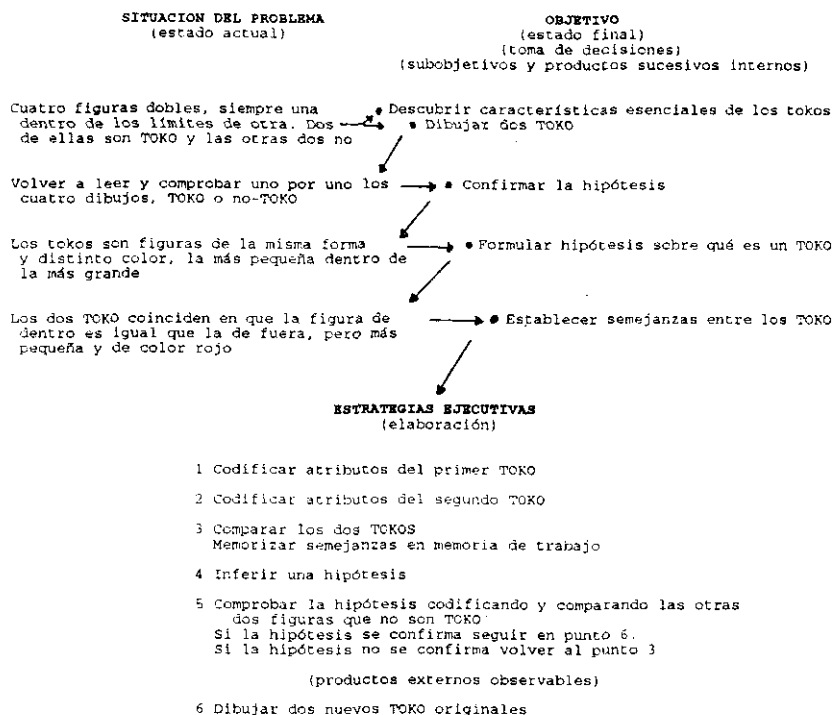 SITUACION DEL PROBLEMA
(estado actual)
OBJETIVO
(estado final)
(toma de decisiones)
(subobjetivos y productos sucesivos internos)
Cuatro figuras dobles, siempre una
dentro de los límites de otra. Dos
de ellas son TOKO y las otras dos no
• Descubrir características esenciales de los tokos
• Dibujar dos TOKO
Volver a leer y comprobar uno por uno los
cuatro dibujos, TOKO o no-TOKO
• Confirmar la hipótesis
Los tokos son figuras de la misma forma
y distinto color, la más pequeña dentro de
la más grande
• Formular hipótesis sobre qué es un TOKO
Los dos TOKO coinciden en que la figura de
dentro es igual que la de fuera, pero más
pequeña y de color rojo
• Establecer semejanzas entre los TOKO
ESTRATEGIAS EJECUTIVAS
(elaboración)
1 Codificar atributos del primer TOKO
2 Codificar atributos del segundo TOKO
3 Comparar los dos TOKOS
Memorizar semejanzas en memoria de trabajo
4 Inferir una hipótesis
5 Comprobar la hipótesis codificando y comparando las otras
dos figuras que no son TOKO
Si la hipótesis se confirma seguir en punto 6.
Si la hipótesis no se confirma volver al punto 3
(productos externos observables)
6 Dibujar dos nuevos TOKO originales